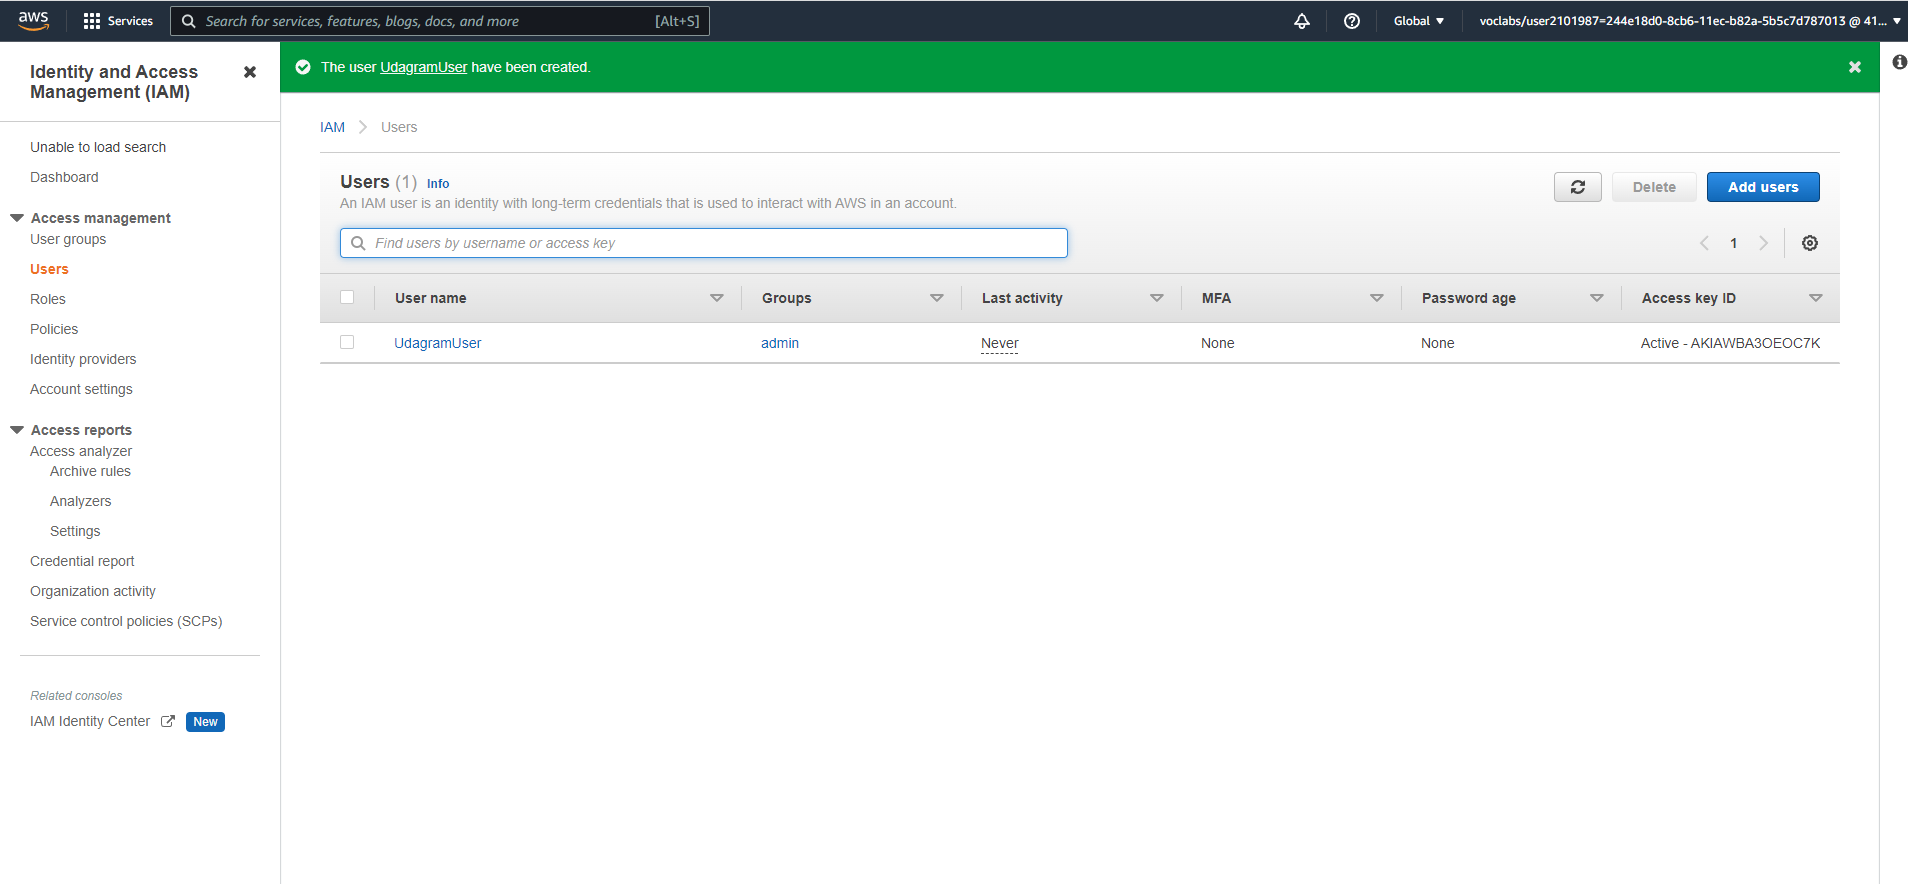 aws
Services
Search for services, features, blogs, docs, and more
[Alt+S]
Global
voclabs/user2101987=244e18d0-8cb6-11ec-b82a-5b5c7d787013 @ 41...
Identity and Access
Management (IAM)
Unable to load search
Dashboard
Access management
User groups
Users
Roles
Policies
Identity providers
Account settings
Access reports
Access analyzer
Archive rules
Analyzers
Settings
Credential report
Organization activity
Service control policies (SCPs)
Related consoles
IAM Identity Center New
The user UdagramUser have been created.
IAM Users
Users (1) Info
An IAM user is an identity with long-term credentials that is used to interact with AWS in an account.
Delete
Add users
Find users by username or access key
1
User name Groups Last activity MFA Password age Access key ID
UdagramUser admin Never None None Active - AKIAWBA3OEOC7K